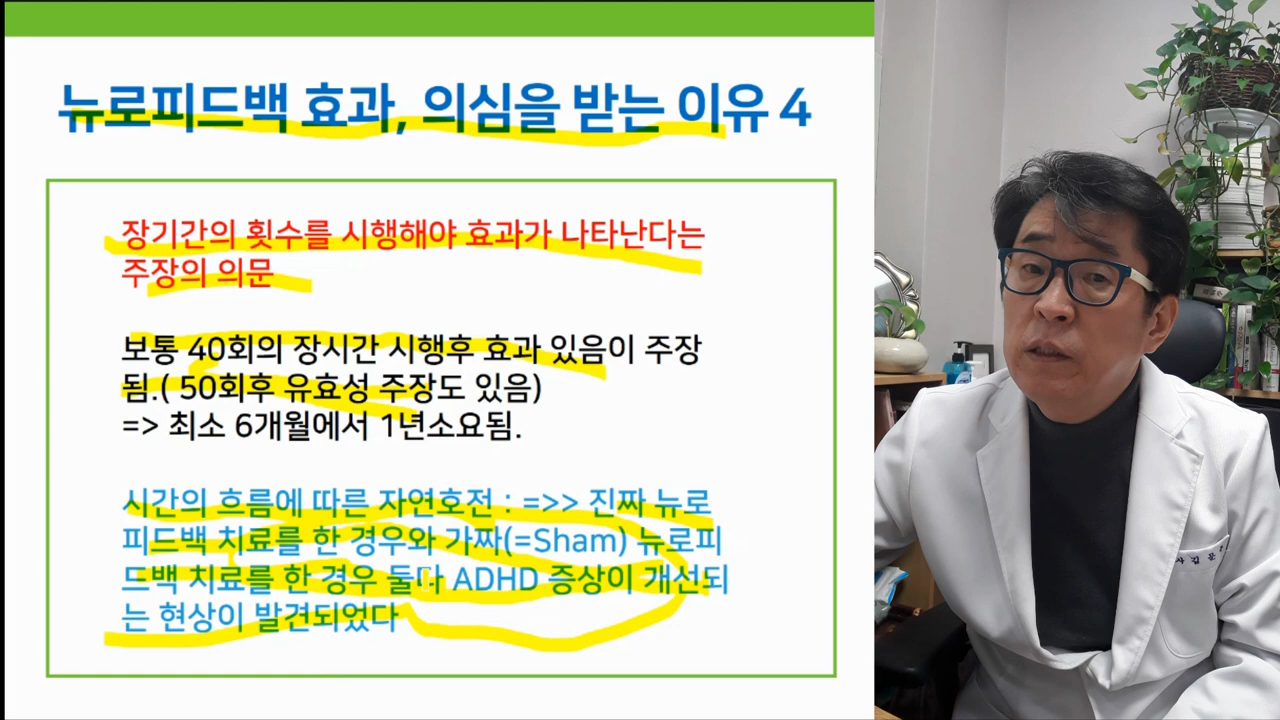 뉴로피드백 효과, 의심을 받는 이유 4
장기간의 횟수를 시행해야 효과가 나타난다는
주장의 의문
보통 40회의 장시간 시행후 효과 있음이 주장
됨.( 50회후 유효성 주장도 있음)
=> 최소 6개월에서 1년소요됨.
시간의 흐름에 따른 자연호전 : =>> 진짜 뉴로
피드백 치료를 한 경우와 가짜(=Sham) 뉴로피
드백 치료를 한 경우 둘다 ADHD 증상이 개선되
는 현상이 발견되었다